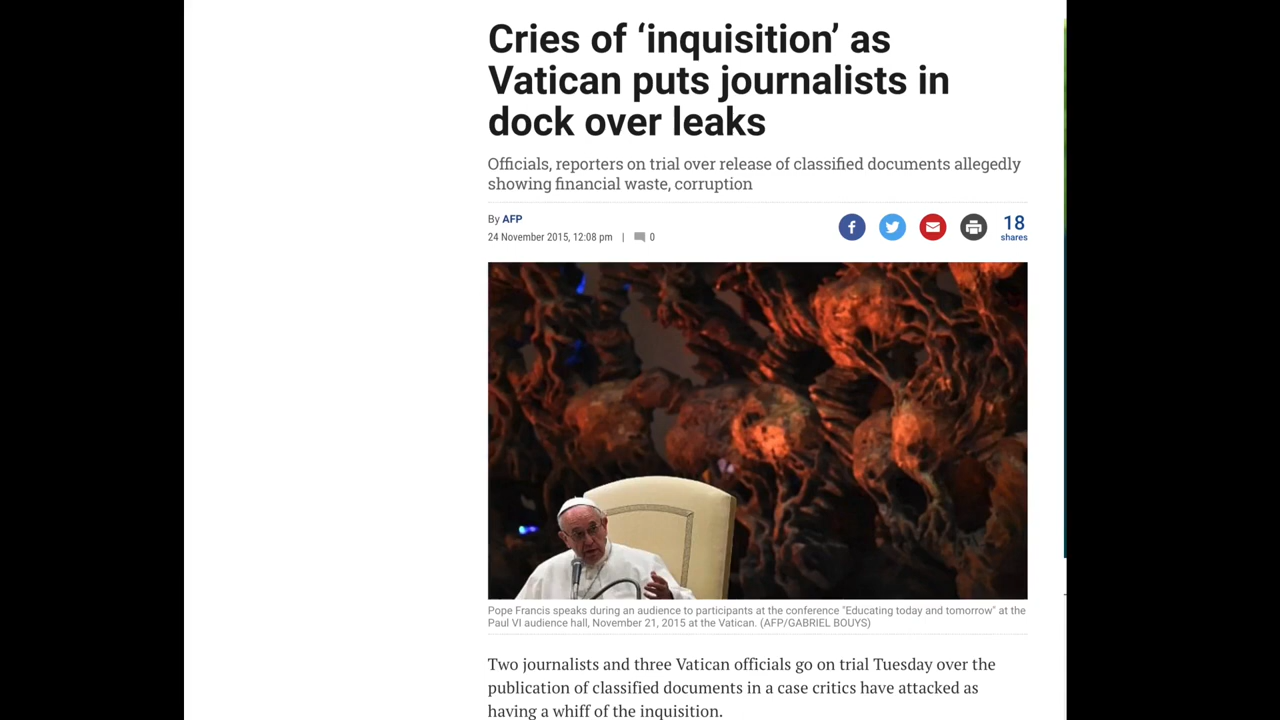 Cries of ‘inquisition’ as
Vatican puts journalists in
dock over leaks
Officials, reporters on trial over release of classified documents allegedly
showing financial waste, corruption
By AFP
24 November 2015, 12:08 pm | 0
18
shares
Pope Francis speaks during an audience to participants at the conference "Educating today and tomorrow" at the
Paul VI audience hall, November 21, 2015 at the Vatican. (AFP/GABRIEL BOUYS)
Two journalists and three Vatican officials go on trial Tuesday over the
publication of classified documents in a case critics have attacked as
having a whiff of the inquisition.